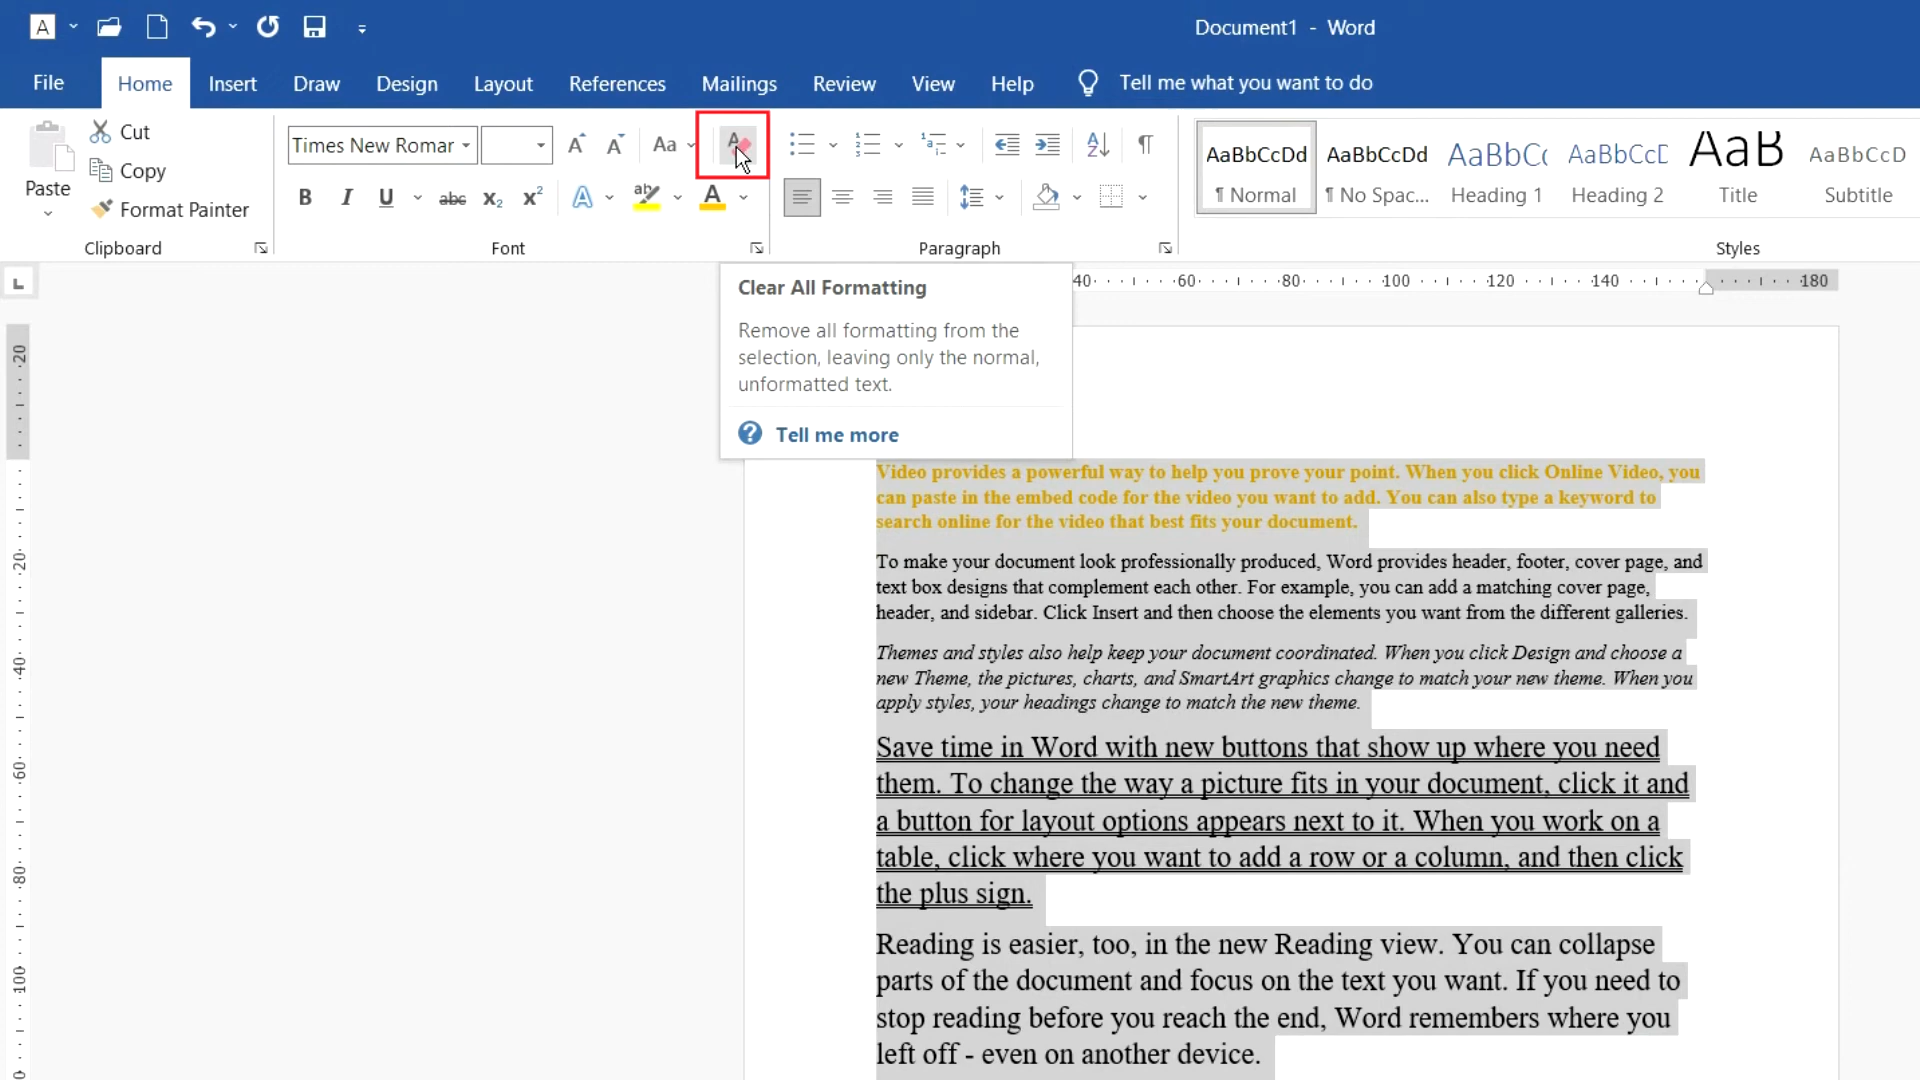 Document1 - Word
File Home Insert Draw Design Layout References Mailings Review View Help Tell me what you want to do
Paste
Cut
Copy
Format Painter
Clipboard
Times New Romar
Aa
B I U abc x₂ x² A ab A
Font
Paragraph
AaBbCcDd AaBbCcDd AaBbC AaBbCcD AaB AaBbCcD
¶ Normal ¶ No Spac... Heading 1 Heading 2 Title Subtitle
Styles
Clear All Formatting
Remove all formatting from the
selection, leaving only the normal,
unformatted text.
Tell me more
40 60 80 100 120 140 180
20
20
40
60
80
100
Video provides a powerful way to help you prove your point. When you click Online Video, you
can paste in the embed code for the video you want to add. You can also type a keyword to
search online for the video that best fits your document.
To make your document look professionally produced, Word provides header, footer, cover page, and
text box designs that complement each other. For example, you can add a matching cover page,
header, and sidebar. Click Insert and then choose the elements you want from the different galleries.
Themes and styles also help keep your document coordinated. When you click Design and choose a
new Theme, the pictures, charts, and SmartArt graphics change to match your new theme. When you
apply styles, your headings change to match the new theme.
Save time in Word with new buttons that show up where you need
them. To change the way a picture fits in your document, click it and
a button for layout options appears next to it. When you work on a
table, click where you want to add a row or a column, and then click
the plus sign.
Reading is easier, too, in the new Reading view. You can collapse
parts of the document and focus on the text you want. If you need to
stop reading before you reach the end, Word remembers where you
left off - even on another device.